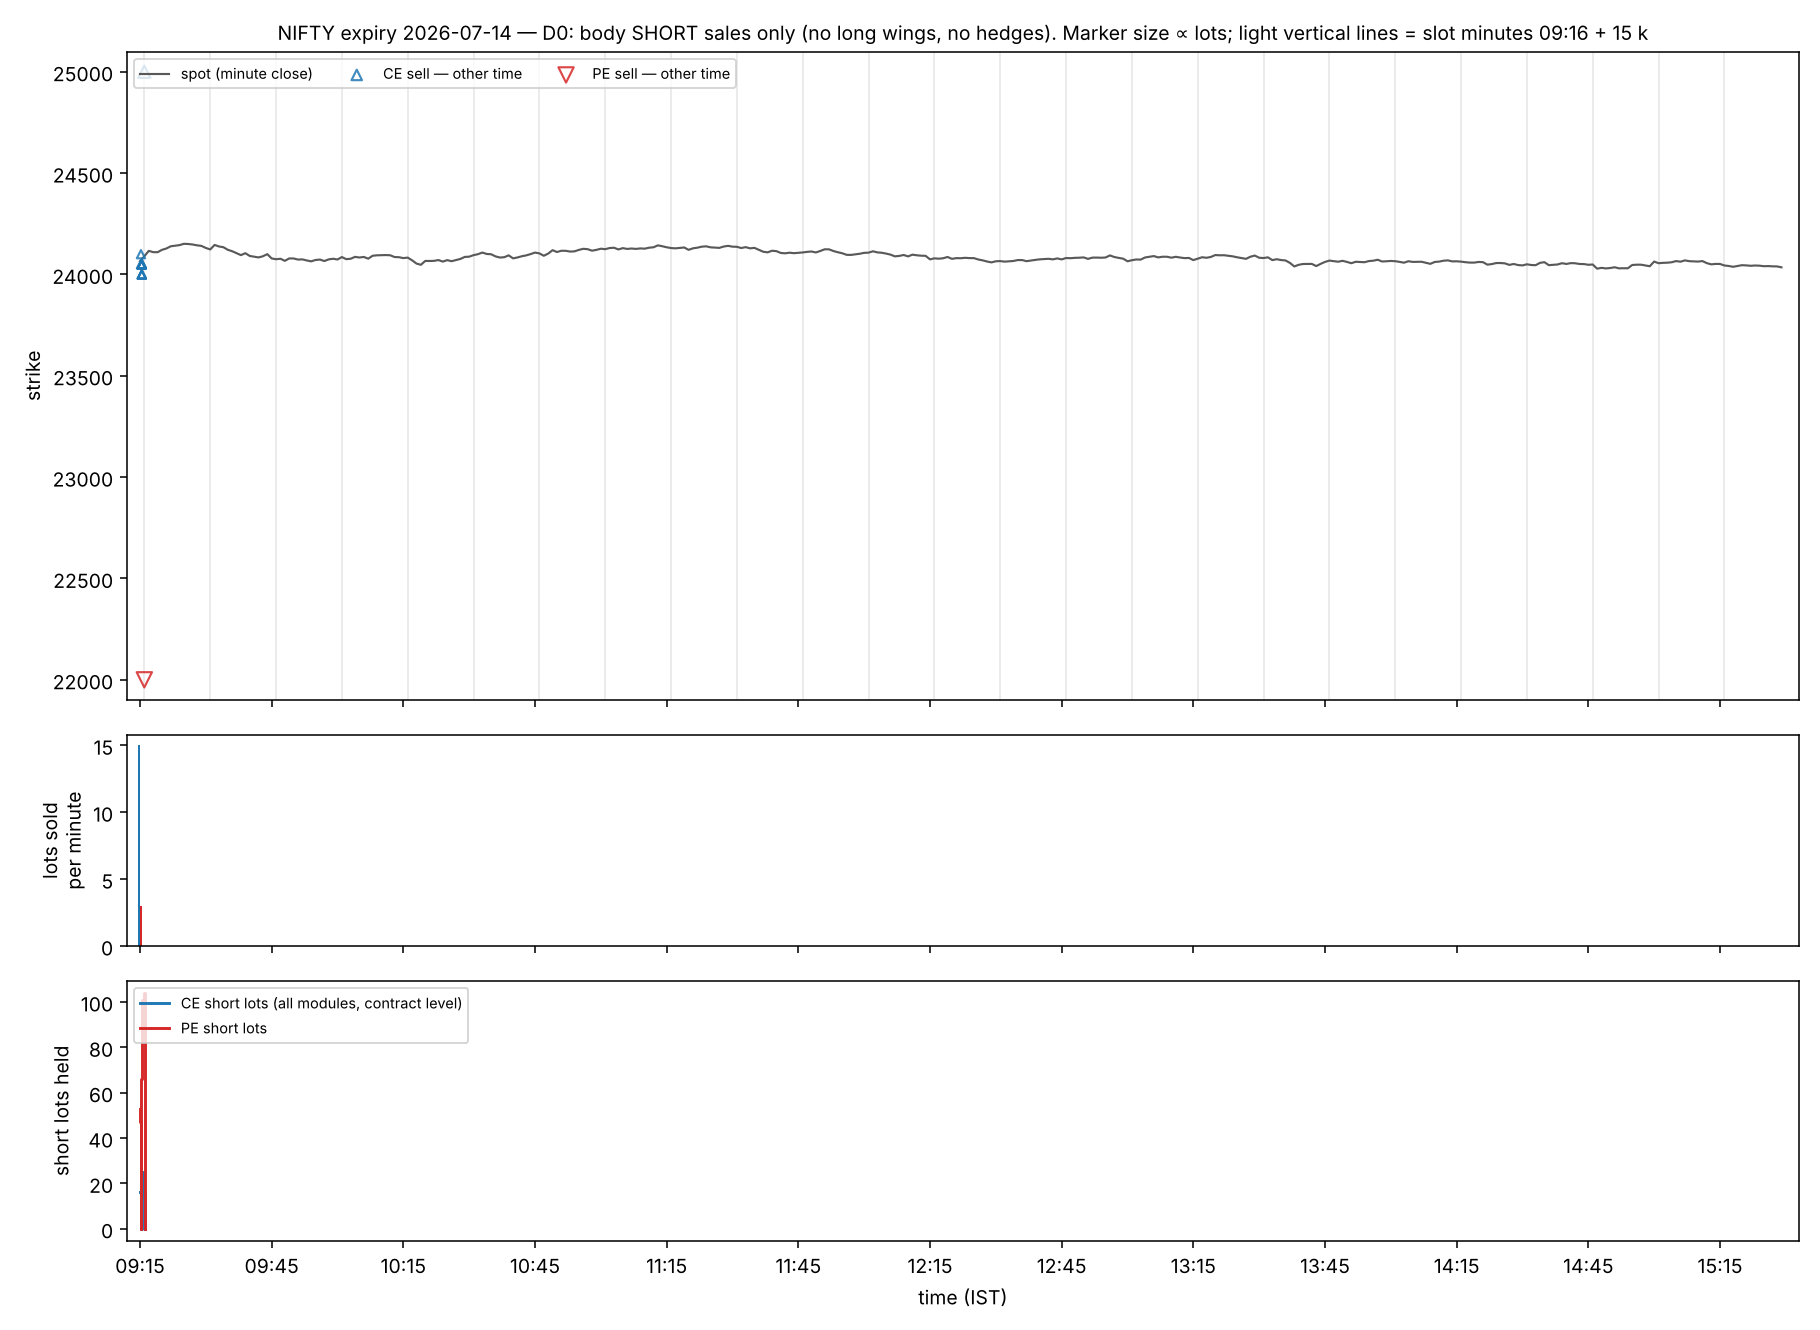 NIFTY expiry 2026-07-14 — D0: body SHORT sales only (no long wings, no hedges). Marker size ∝ lots; light vertical lines = slot minutes 09:16 + 15 k
spot (minute close)
CE sell — other time
PE sell — other time
25000
24500
24000
23500
23000
22500
22000
strike
15
10
5
0
lots sold
per minute
CE short lots (all modules, contract level)
PE short lots
100
80
60
40
20
0
short lots held
09:15
09:45
10:15
10:45
11:15
11:45
12:15
12:45
13:15
13:45
14:15
14:45
15:15
time (IST)